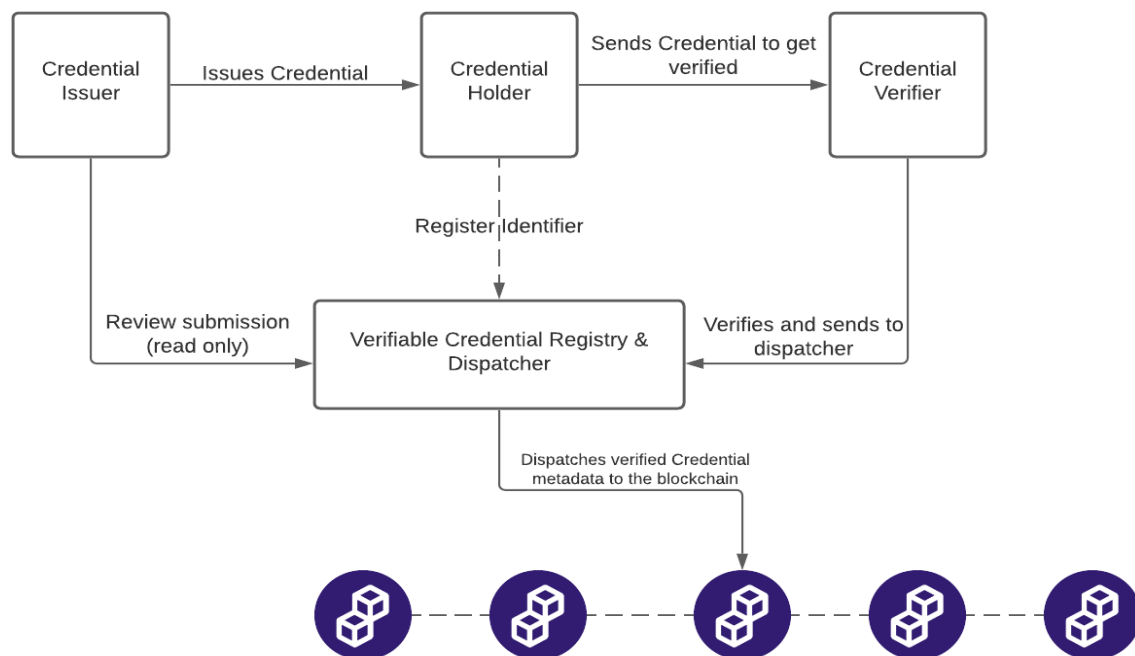 Credential
Issuer
Issues Credential
Credential
Holder
Sends Credential to get
verified
Credential
Verifier
Register Identifier
Review submission
(read only)
Verifiable Credential Registry &
Dispatcher
Verifies and sends to
dispatcher
Dispatches verified Credential
metadata to the blockchain